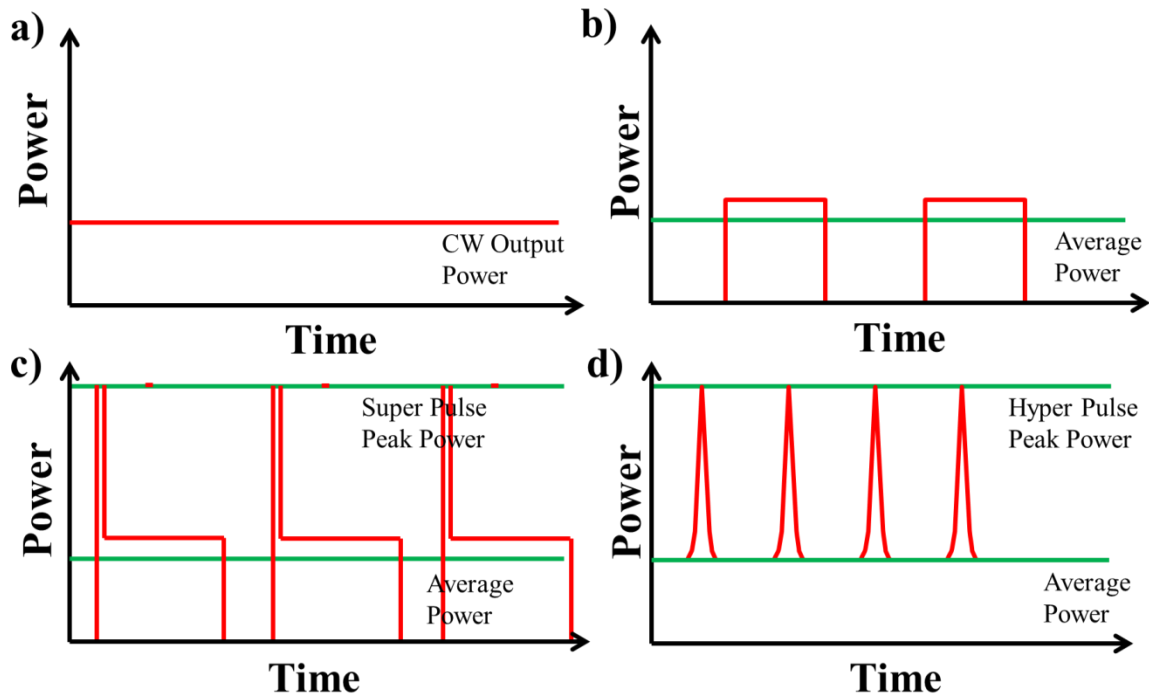 a)
Power
CW Output
Power
Time
b)
Power
Average
Power
Time
c)
Power
Super Pulse
Peak Power
Average
Power
Time
d)
Power
Hyper Pulse
Peak Power
Average
Power
Time